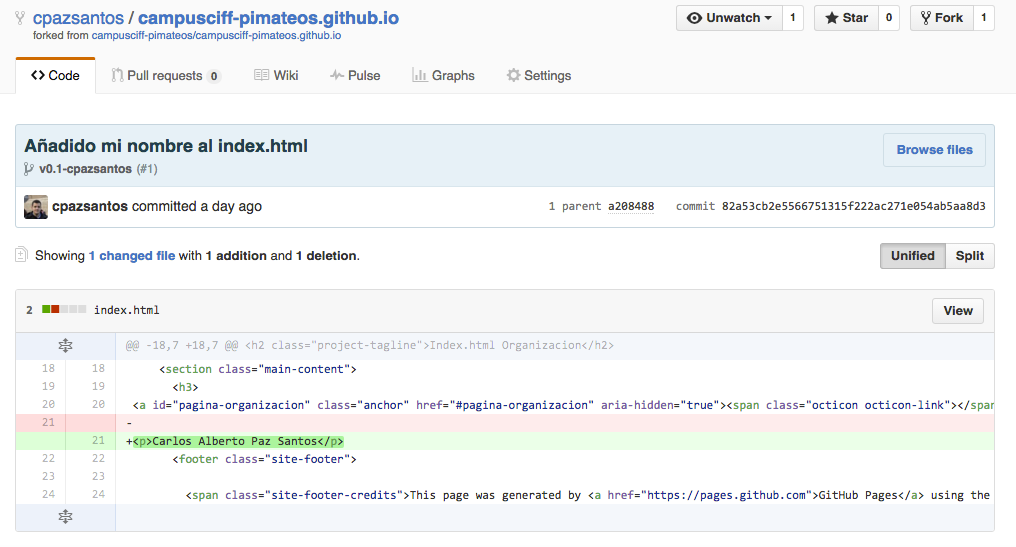 cpazsantos / campusciff-pimateos.github.io
Unwatch 1 Star 0 Fork 1
forked from campusciff-pimateos/campusciff-pimateos.github.io
Code Pull requests 0 Wiki Pulse Graphs Settings
Añadido mi nombre al index.html
Browse files
v0.1-cpazsantos (#1)
cpazsantos committed a day ago 1 parent a208488 commit 82a53cb2e5566751315f222ac271e054ab5aa8d3
Showing 1 changed file with 1 addition and 1 deletion. Unified Split
2 index.html View
@@ -18,7 +18,7 @@ <h2 class="project-tagline">Index.html Organizacion</h2>
18 18 <section class="main-content">
19 19 <h3>
20 20 <a id="pagina-organizacion" class="anchor" href="#pagina-organizacion" aria-hidden="true"><span class="octicon octicon-link"></span
21 -
21 +<p>Carlos Alberto Paz Santos</p>
22 22 <footer class="site-footer">
23 23
24 24 <span class="site-footer-credits">This page was generated by <a href="https://pages.github.com">GitHub Pages</a> using the